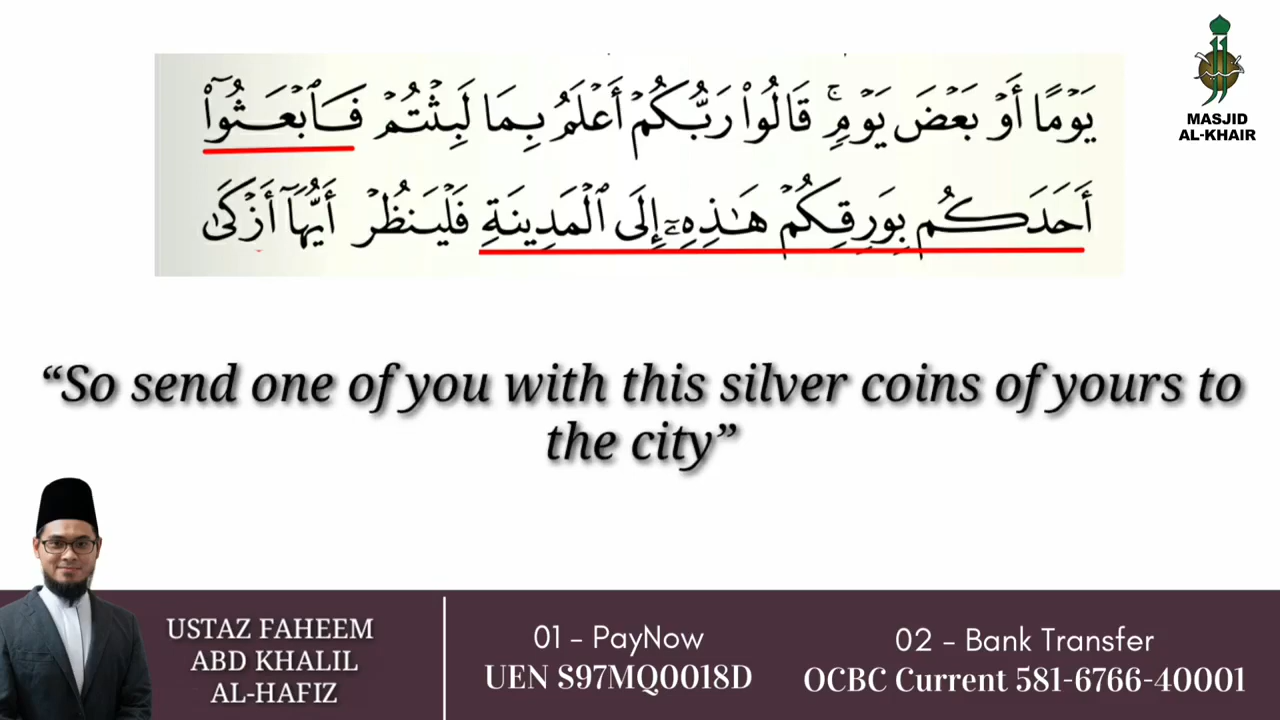 يَوْمًا أَوْ بَعْضَ يَوْمٍ ۚ قَالُوا۟ رَبُّكُمْ أَعْلَمُ بِمَا لَبِثْتُمْ فَٱبْعَثُوٓا۟
أَحَدَكُم بِوَرِقِكُمْ هَـٰذِهِۦٓ إِلَى ٱلْمَدِينَةِ فَلْيَنظُرْ أَيُّهَآ أَزْكَىٰ
MASJID
AL-KHAIR
“So send one of you with this silver coins of yours to
the city”
USTAZ FAHEEM
ABD KHALIL
AL-HAFIZ
01 – PayNow
UEN S97MQ0018D
02 – Bank Transfer
OCBC Current 581-6766-40001